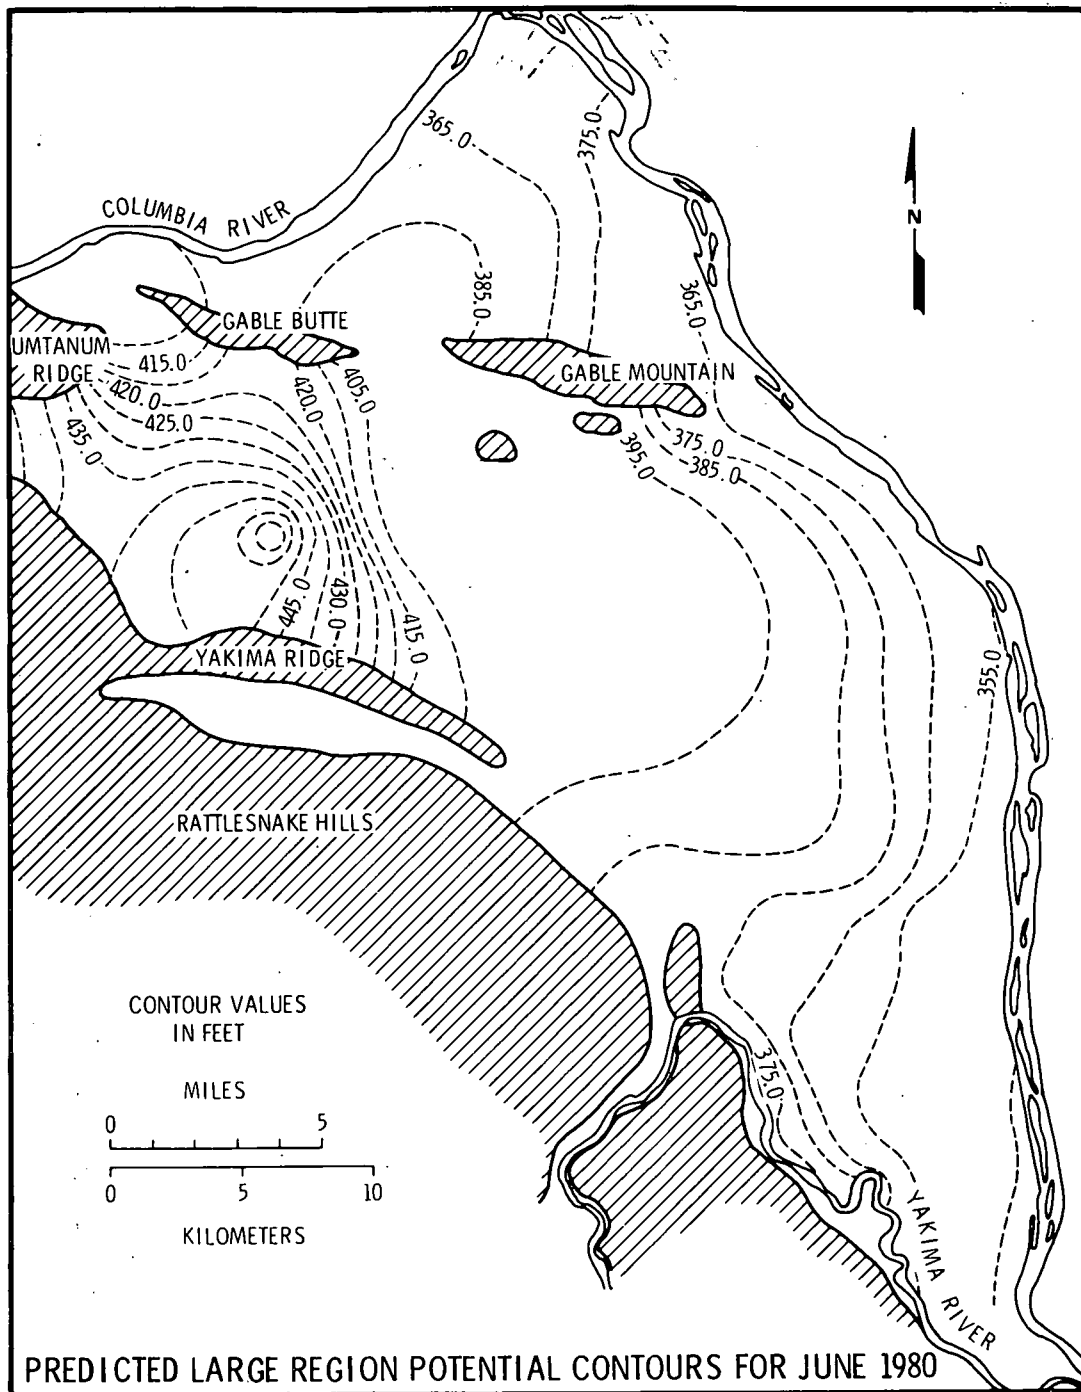 365.0
375.0
COLUMBIA RIVER
N
385.0
365.0
GABLE BUTTE
UMTANUM
RIDGE
415.0
405.0
GABLE MOUNTAIN
420.0
420.0
425.0
435.0
375.0
395.0
385.0
445.0
430.0
415.0
YAKIMA RIDGE
355.0
RATTLESNAKE HILLS
CONTOUR VALUES
IN FEET
MILES
0 5
0 5 10
KILOMETERS
375.0
YAKIMA RIVER
PREDICTED LARGE REGION POTENTIAL CONTOURS FOR JUNE 1980